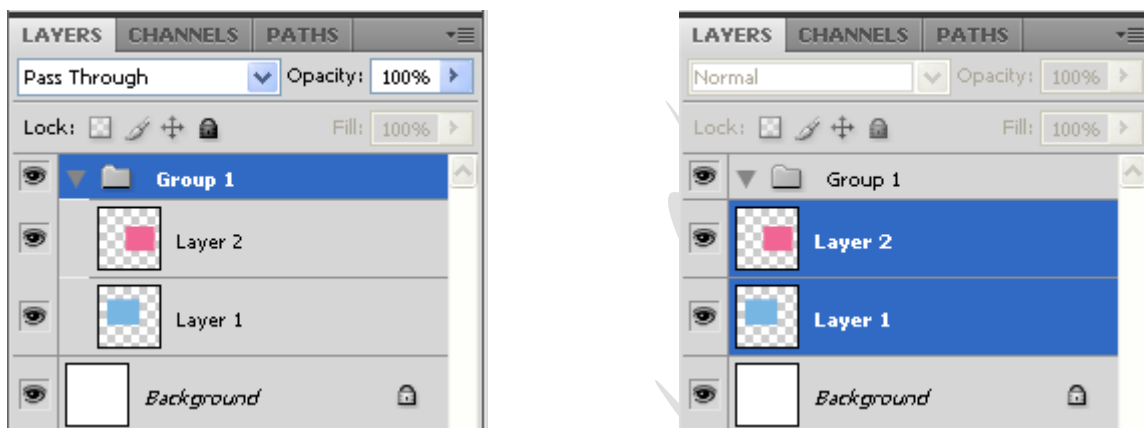 LAYERS CHANNELS PATHS
Pass Through Opacity: 100%
Lock: Fill: 100%
Group 1
Layer 2
Layer 1
Background
LAYERS CHANNELS PATHS
Normal Opacity: 100%
Lock: Fill: 100%
Group 1
Layer 2
Layer 1
Background